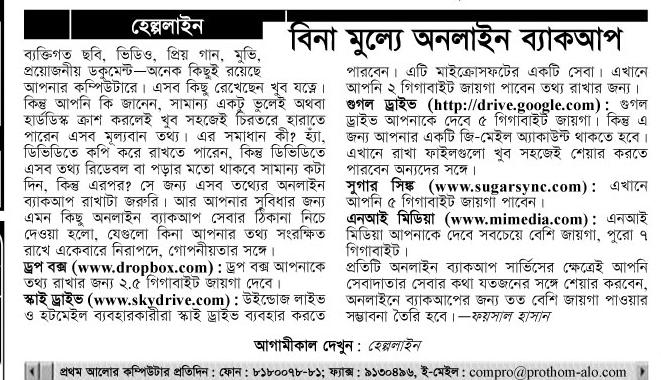 হেল্পলাইন
বিনা মূল্যে অনলাইন ব্যাকআপ
ব্যক্তিগত ছবি, ভিডিও, প্রিয় গান, মুভি,
প্রয়োজনীয় ডকুমেন্ট—অনেক কিছুই রয়েছে
আপনার কম্পিউটারে। এসব কিছু রেখেছেন খুব যত্নে।
কিন্তু আপনি কি জানেন, সামান্য একটু ভুলেই অথবা
হার্ডডিস্ক ক্রাশ করলেই খুব সহজেই চিরতরে হারাতে
পারেন এসব মূল্যবান তথ্য। এর সমাধান কী? হ্যাঁ,
ডিভিডিতে কপি করে রাখতে পারেন, কিন্তু ডিভিডিতে
এসব তথ্য রিডেবল বা পড়ার মতো থাকবে সামান্য কটা
দিন, কিন্তু এরপর? সে জন্য এসব তথ্যের অনলাইন
ব্যাকআপ রাখাটা জরুরি। আর আপনার সুবিধার জন্য
এমন কিছু অনলাইন ব্যাকআপ সেবার ঠিকানা নিচে
দেওয়া হলো, যেগুলো কিনা আপনার তথ্য সংরক্ষিত
রাখে একেবারে নিরাপদে, গোপনীয়তার সঙ্গে।
ড্রপ বক্স (www.dropbox.com) : ড্রপ বক্স আপনাকে
তথ্য রাখার জন্য ২.৫ গিগাবাইট জায়গা দেবে।
স্কাই ড্রাইভ (www.skydrive.com) : উইন্ডোজ লাইভ
ও হটমেইল ব্যবহারকারীরা স্কাই ড্রাইভ ব্যবহার করতে
পারবেন। এটি মাইক্রোসফটের একটি সেবা। এখানে
আপনি ২ গিগাবাইট জায়গা পাবেন তথ্য রাখার জন্য।
গুগল ড্রাইভ (http://drive.google.com) : গুগল
ড্রাইভ আপনাকে দেবে ৫ গিগাবাইট জায়গা। কিন্তু এ
জন্য আপনার একটি জি-মেইল অ্যাকাউন্ট থাকতে হবে।
এখানে রাখা ফাইলগুলো খুব সহজেই শেয়ার করতে
পারবেন অন্যদের সঙ্গে।
সুগার সিঙ্ক (www.sugarsync.com) : এখানে
আপনি ৫ গিগাবাইট জায়গা পাবেন।
এনআই মিডিয়া (www.mimedia.com) : এনআই
মিডিয়া আপনাকে দেবে সবচেয়ে বেশি জায়গা, পুরো ৭
গিগাবাইট।
প্রতিটি অনলাইন ব্যাকআপ সার্ভিসের ক্ষেত্রেই আপনি
সেবাদাতার সেবার কথা যতজনের সঙ্গে শেয়ার করবেন,
অনলাইনে ব্যাকআপের জন্য তত বেশি জায়গা পাওয়ার
সম্ভাবনা তৈরি হবে।—ফয়সাল হাসান
আগামীকাল দেখুন : হেল্পলাইন
প্রথম আলোর কম্পিউটার প্রতিদিন : ফোন : ৮১৮০০৭৮-৮১; ফ্যাক্স : ৯১৩০৪৯৬, ই-মেইল : compro@prothom-alo.com